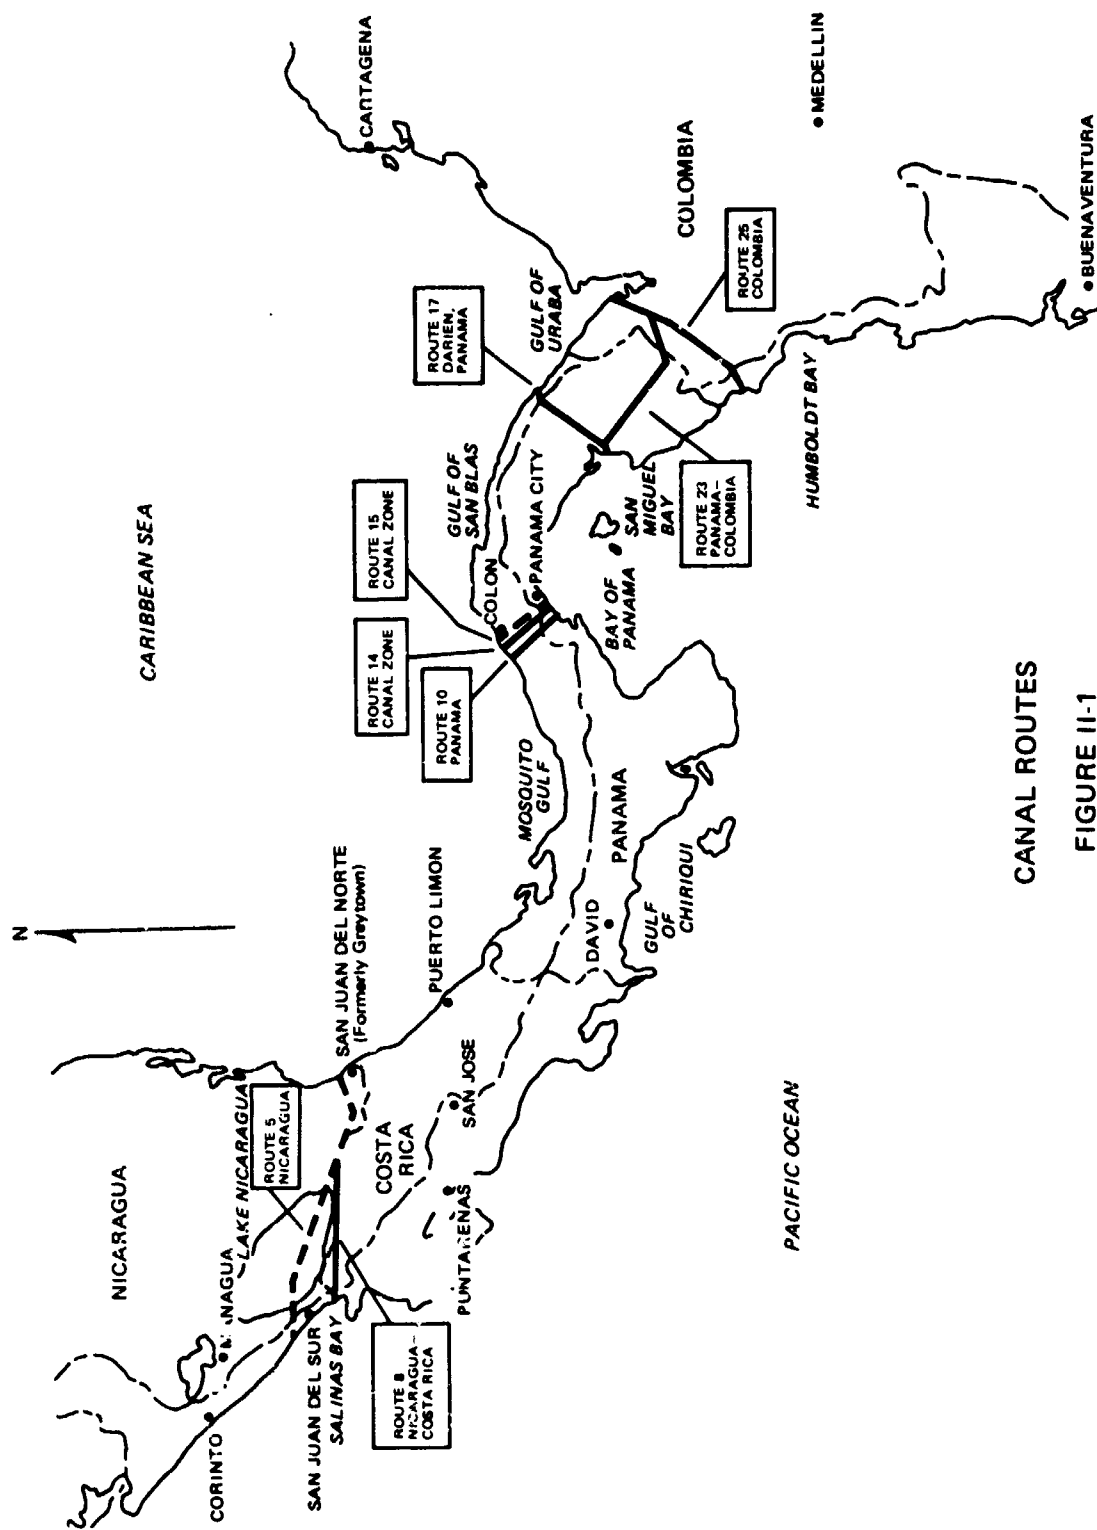 N
CARIBBEAN SEA
NICARAGUA
LAKE NICARAGUA
ROUTE 5
NICARAGUA
SAN JUAN DEL NORTE
(Formerly Greytown)
CORINTO
SAN JUAN DEL SUR
SALINAS BAY
ROUTE 8
NICARAGUA–
COSTA RICA
COSTA
RICA
PUNTARENAS
SAN JOSE
PUERTO LIMON
MOSQUITO
GULF
DAVID
PANAMA
GULF
OF
CHIRIQUI
ROUTE 10
PANAMA
ROUTE 14
CANAL ZONE
ROUTE 15
CANAL ZONE
COLON
PANAMA CITY
GULF OF
SAN BLAS
BAY OF
PANAMA
SAN
MIGUEL
BAY
ROUTE 17
DARIEN,
PANAMA
GULF OF
URABA
ROUTE 23
PANAMA–
COLOMBIA
ROUTE 25
COLOMBIA
HUMBOLDT BAY
COLOMBIA
CARTAGENA
MEDELLIN
BUENAVENTURA
PACIFIC OCEAN
CANAL ROUTES
FIGURE II-1